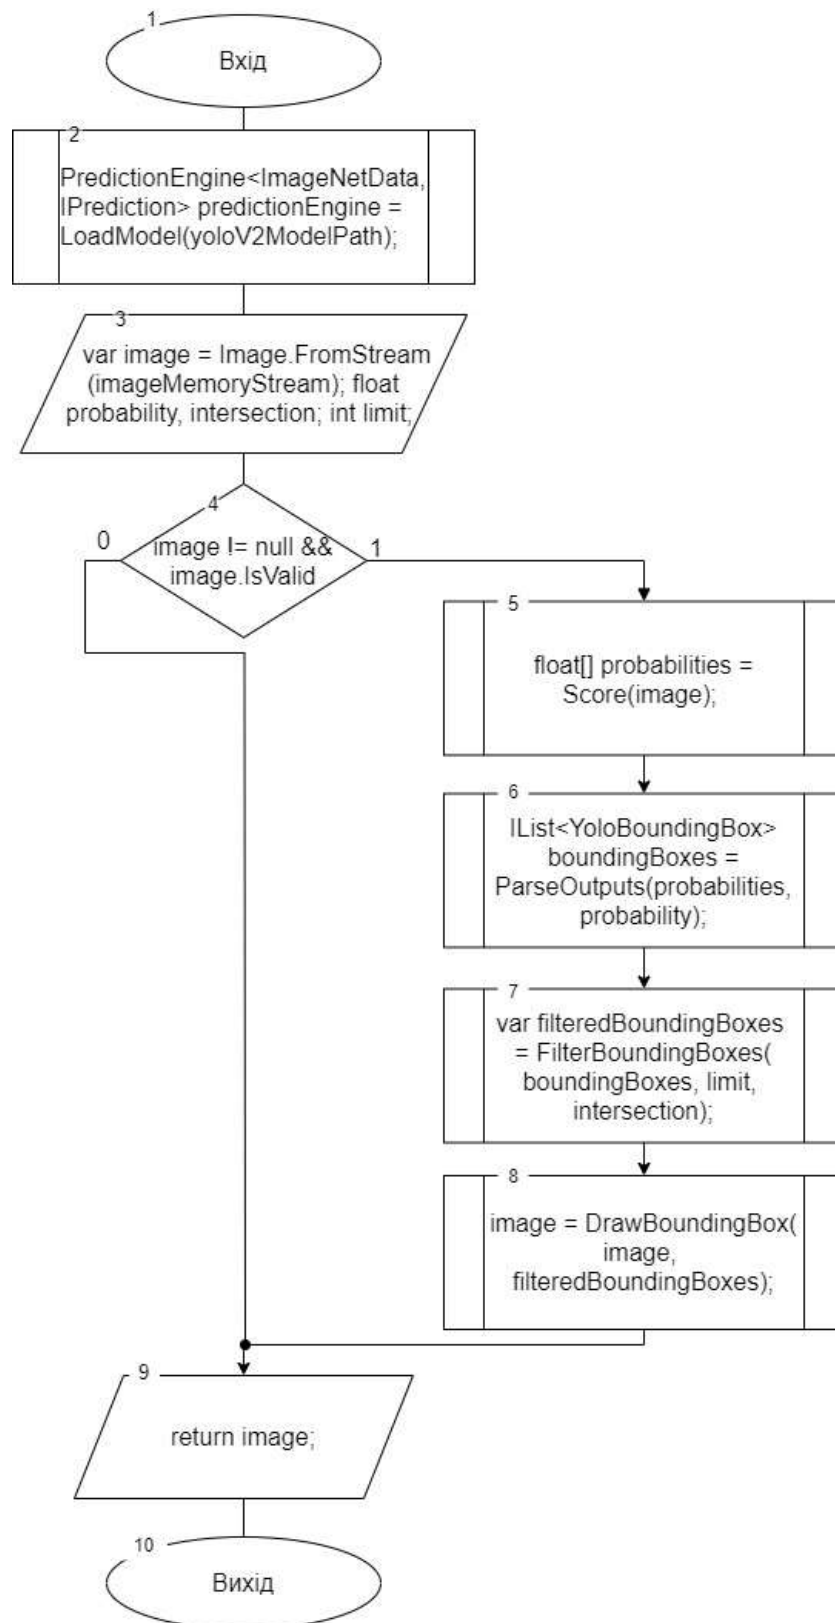 1
Вхід
2
PredictionEngine<ImageNetData,
IPrediction> predictionEngine =
LoadModel(yoloV2ModelPath);
3
var image = Image.FromStream
(imageMemoryStream); float
probability, intersection; int limit;
4
0
image != null &&
1
image.IsValid
5
float[] probabilities =
Score(image);
6
IList<YoloBoundingBox>
boundingBoxes =
ParseOutputs(probabilities,
probability);
7
var filteredBoundingBoxes
= FilterBoundingBoxes(
boundingBoxes, limit,
intersection);
8
image = DrawBoundingBox(
image,
filteredBoundingBoxes);
9
return image;
10
Вихід